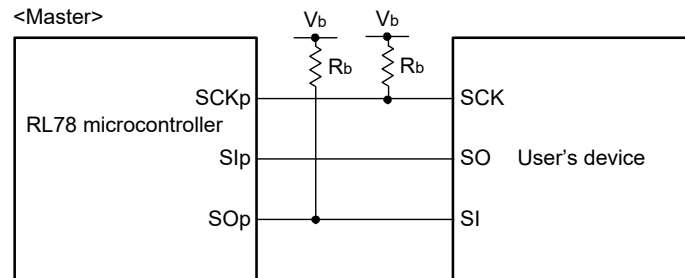 <Master>
Vb Vb
Rb Rb
SCKp SCK
RL78 microcontroller
SIp SO User's device
SOp SI